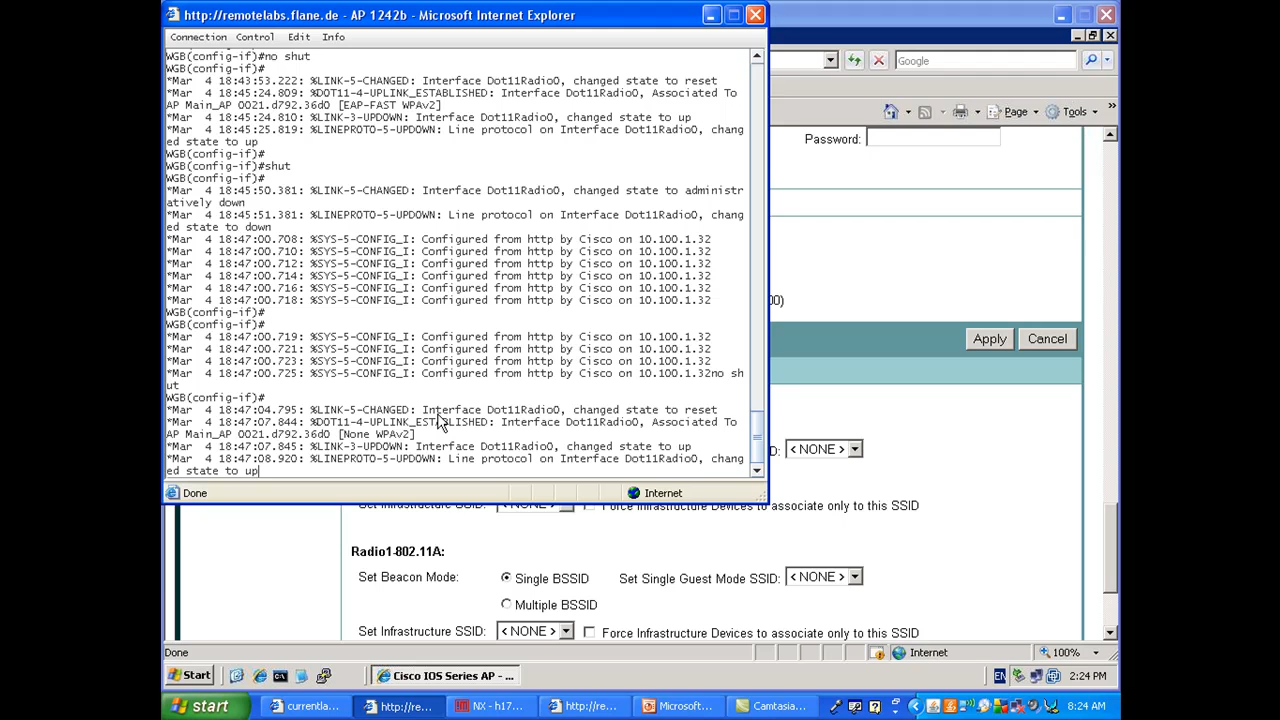 http://remotelabs.flane.de - AP 1242b - Microsoft Internet Explorer
Connection Control Edit Info
WGB(config-if)#no shut
WGB(config-if)#
*Mar  4 18:43:53.222: %LINK-5-CHANGED: Interface Dot11Radio0, changed state to reset
*Mar  4 18:45:24.809: %DOT11-4-UPLINK_ESTABLISHED: Interface Dot11Radio0, Associated To
AP Main_AP 0021.d792.36d0 [EAP-FAST WPAv2]
*Mar  4 18:45:24.810: %LINK-3-UPDOWN: Interface Dot11Radio0, changed state to up
*Mar  4 18:45:25.819: %LINEPROTO-5-UPDOWN: Line protocol on Interface Dot11Radio0, chang
ed state to up
WGB(config-if)#
WGB(config-if)#shut
WGB(config-if)#
*Mar  4 18:45:50.381: %LINK-5-CHANGED: Interface Dot11Radio0, changed state to administr
atively down
*Mar  4 18:45:51.381: %LINEPROTO-5-UPDOWN: Line protocol on Interface Dot11Radio0, chang
ed state to down
*Mar  4 18:47:00.708: %SYS-5-CONFIG_I: Configured from http by Cisco on 10.100.1.32
*Mar  4 18:47:00.710: %SYS-5-CONFIG_I: Configured from http by Cisco on 10.100.1.32
*Mar  4 18:47:00.712: %SYS-5-CONFIG_I: Configured from http by Cisco on 10.100.1.32
*Mar  4 18:47:00.714: %SYS-5-CONFIG_I: Configured from http by Cisco on 10.100.1.32
*Mar  4 18:47:00.716: %SYS-5-CONFIG_I: Configured from http by Cisco on 10.100.1.32
*Mar  4 18:47:00.718: %SYS-5-CONFIG_I: Configured from http by Cisco on 10.100.1.32
WGB(config-if)#
WGB(config-if)#
*Mar  4 18:47:00.719: %SYS-5-CONFIG_I: Configured from http by Cisco on 10.100.1.32
*Mar  4 18:47:00.721: %SYS-5-CONFIG_I: Configured from http by Cisco on 10.100.1.32
*Mar  4 18:47:00.723: %SYS-5-CONFIG_I: Configured from http by Cisco on 10.100.1.32
*Mar  4 18:47:00.725: %SYS-5-CONFIG_I: Configured from http by Cisco on 10.100.1.32no sh
ut
WGB(config-if)#
*Mar  4 18:47:04.795: %LINK-5-CHANGED: Interface Dot11Radio0, changed state to reset
*Mar  4 18:47:07.844: %DOT11-4-UPLINK_ESTABLISHED: Interface Dot11Radio0, Associated To
AP Main_AP 0021.d792.36d0 [None WPAv2]
*Mar  4 18:47:07.845: %LINK-3-UPDOWN: Interface Dot11Radio0, changed state to up
*Mar  4 18:47:08.920: %LINEPROTO-5-UPDOWN: Line protocol on Interface Dot11Radio0, chang
ed state to up
Done Internet
Google
Page Tools
Password:
00)
Apply Cancel
< NONE >
Set Infrastructure SSID: < NONE > Force Infrastructure Devices to associate only to this SSID
Radio1-802.11A:
Set Beacon Mode: Single BSSID Set Single Guest Mode SSID: < NONE >
Multiple BSSID
Set Infrastructure SSID: < NONE > Force Infrastructure Devices to associate only to this SSID
Done Internet 100%
Start Cisco IOS Series AP - ... EN 2:24 PM
start currentla... http://re... NX - h17... http://re... Microsoft... Camtasia... 8:24 AM